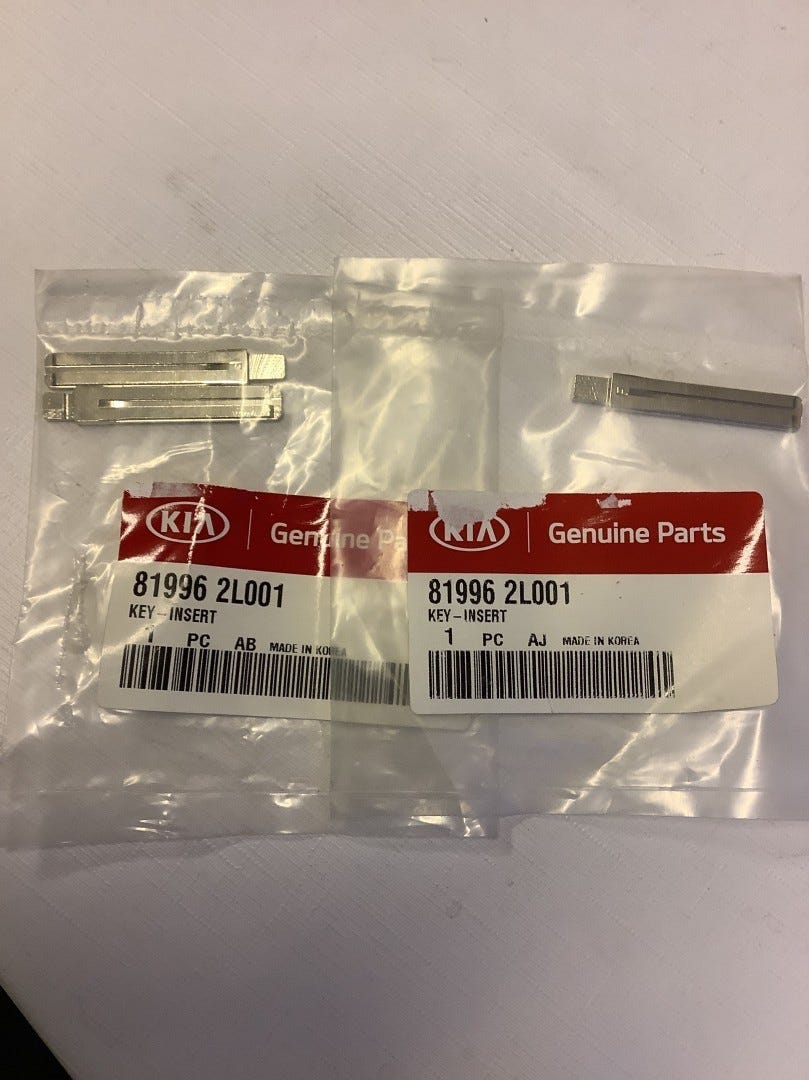 KIA Genuine Pa
81996 2L001
KEY-INSERT
1 PC AB MADE IN KOREA
KIA Genuine Parts
81996 2L001
KEY-INSERT
1 PC AJ MADE IN KOREA